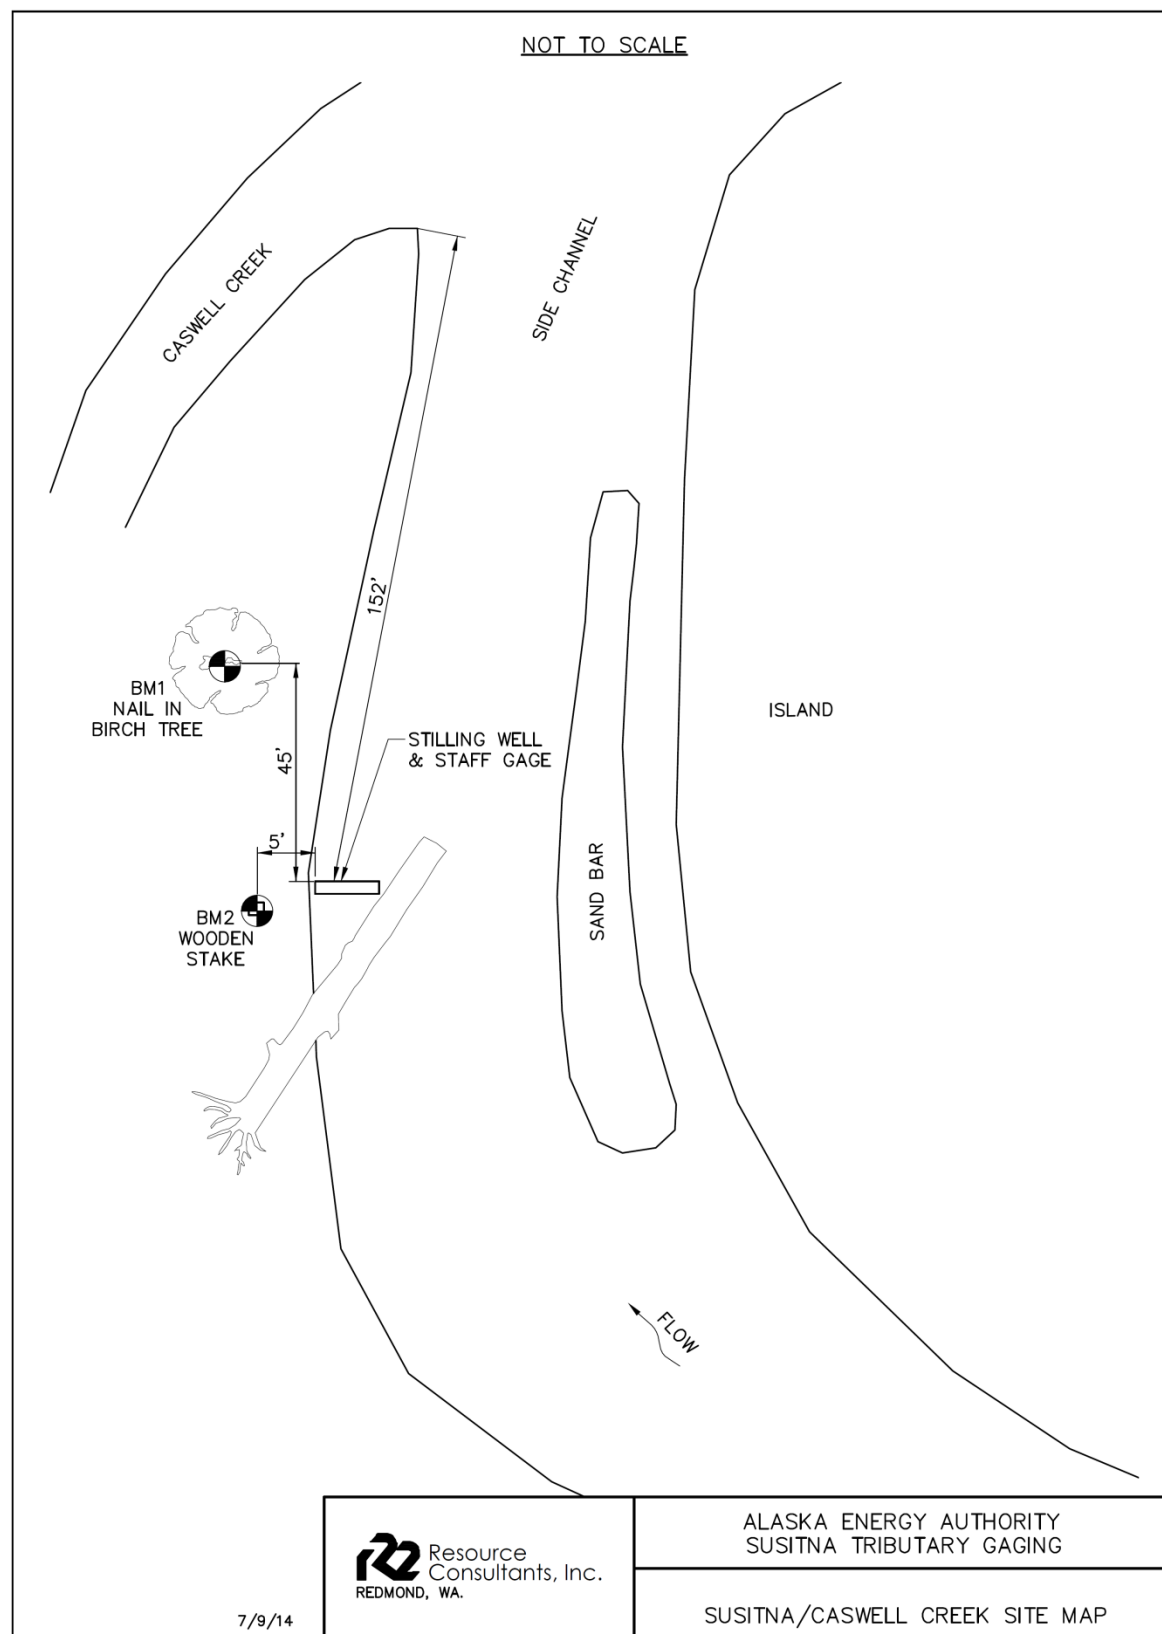 NOT TO SCALE
CASWELL CREEK
SIDE CHANNEL
152'
BM1
NAIL IN
BIRCH TREE
ISLAND
STILLING WELL
& STAFF GAGE
45'
5'
SAND BAR
BM2
WOODEN
STAKE
FLOW
r2 Resource
Consultants, Inc.
REDMOND, WA.
ALASKA ENERGY AUTHORITY
SUSITNA TRIBUTARY GAGING
7/9/14
SUSITNA/CASWELL CREEK SITE MAP